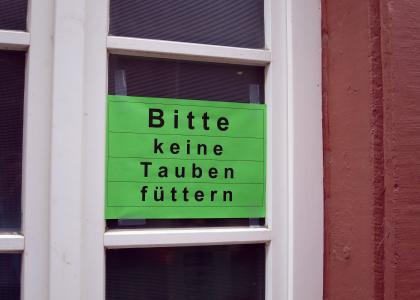 Bitte
keine
Tauben
füttern